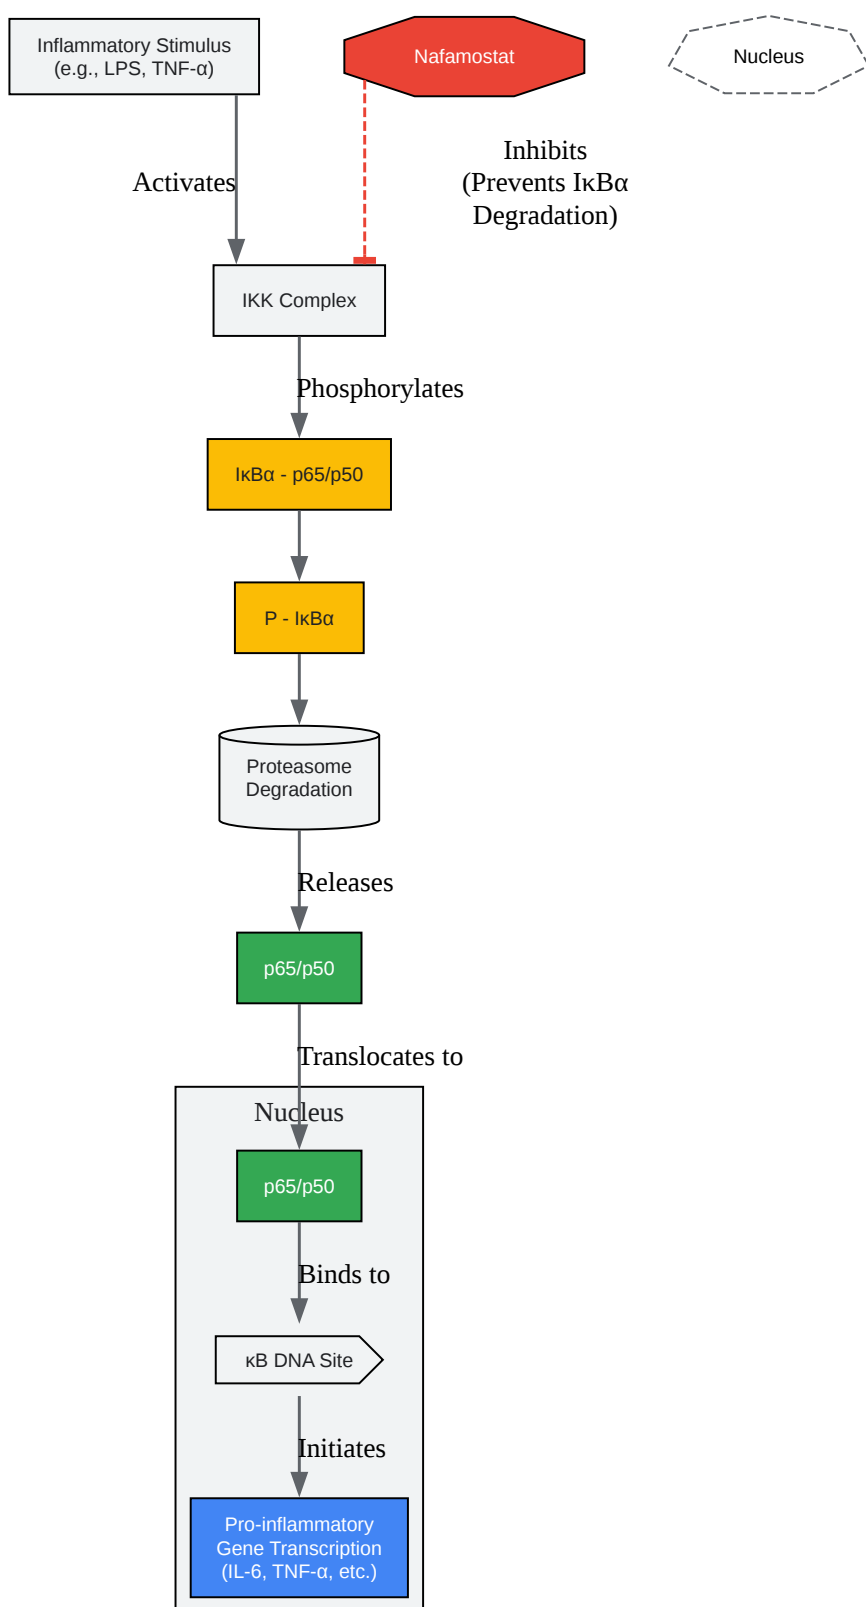 Inflammatory Stimulus
(e.g., LPS, TNF-α)
Nafamostat
Nucleus
Activates
Inhibits
(Prevents IκBα
Degradation)
IKK Complex
Phosphorylates
IκBα - p65/p50
P - IκBα
Proteasome
Degradation
Releases
p65/p50
Translocates to
Nucleus
p65/p50
Binds to
κB DNA Site
Initiates
Pro-inflammatory
Gene Transcription
(IL-6, TNF-α, etc.)